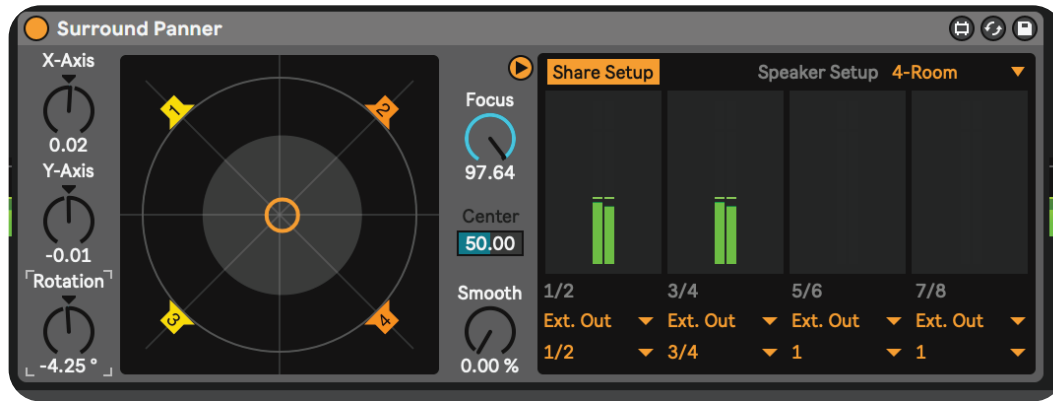 Surround Panner
X-Axis
0.02
Y-Axis
-0.01
Rotation
-4.25 °
1
2
3
4
Focus
97.64
Center
50.00
Smooth
0.00 %
Share Setup
Speaker Setup 4-Room
1/2 3/4 5/6 7/8
Ext. Out Ext. Out Ext. Out Ext. Out
1/2 3/4 1 1